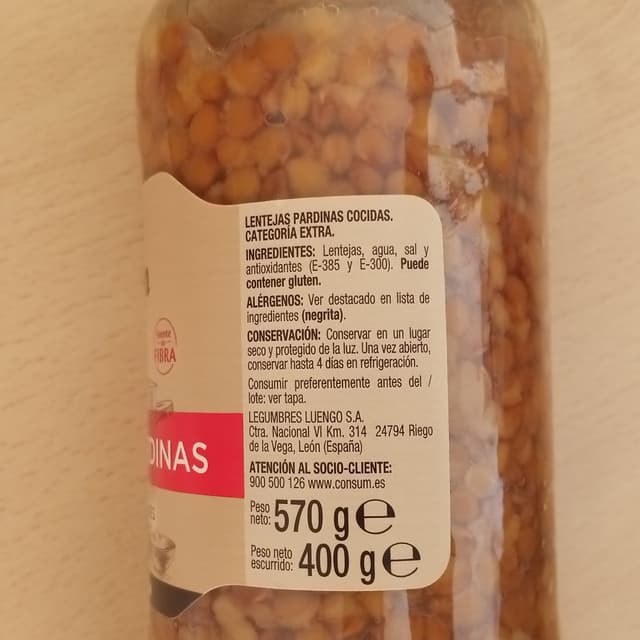 LENTEJAS PARDINAS COCIDAS.
CATEGORÍA EXTRA.
INGREDIENTES: Lentejas, agua, sal y
antioxidantes (E-385 y E-300). Puede
contener gluten.
ALÉRGENOS: Ver destacado en lista de
ingredientes (negrita).
CONSERVACIÓN: Conservar en un lugar
seco y protegido de la luz. Una vez abierto,
conservar hasta 4 días en refrigeración.
Consumir preferentemente antes del /
lote: ver tapa.
LEGUMBRES LUENGO S.A.
Ctra. Nacional VI Km. 314 24794 Riego
de la Vega, León (España)
ATENCIÓN AL SOCIO-CLIENTE:
900 500 126 www.consum.es
Peso
neto: 570 g e
Peso neto
escurrido: 400 g e
FIBRA
DINAS